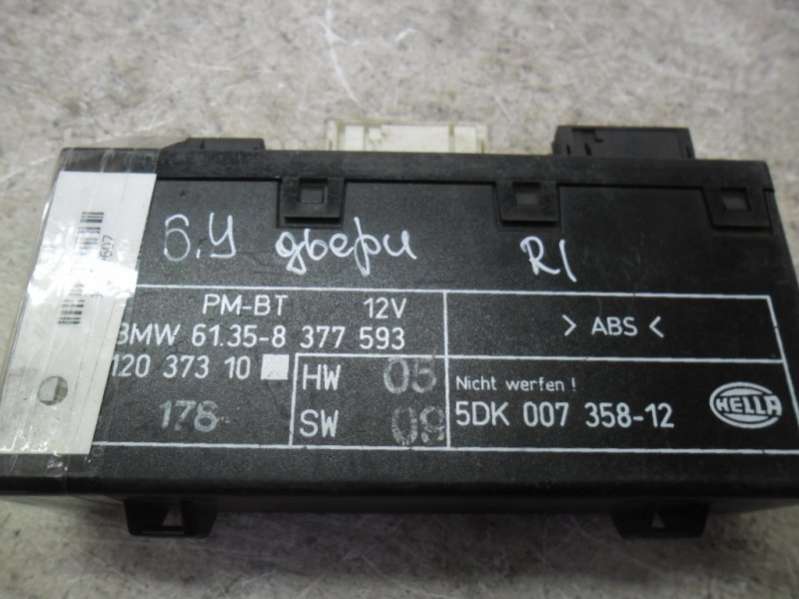 Б.У двери R1
PM-BT 12V
BMW 61.35-8 377 593
120 373 10
178
HW 05
SW 09
> ABS <
Nicht werfen !
5DK 007 358-12
HELLA